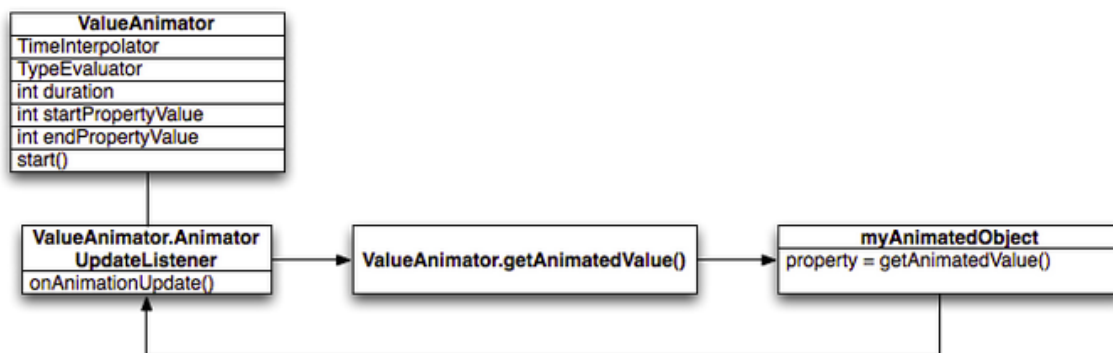 ValueAnimator
TimeInterpolator
TypeEvaluator
int duration
int startPropertyValue
int endPropertyValue
start()
ValueAnimator.Animator
UpdateListener
onAnimationUpdate()
ValueAnimator.getAnimatedValue()
myAnimatedObject
property = getAnimatedValue()